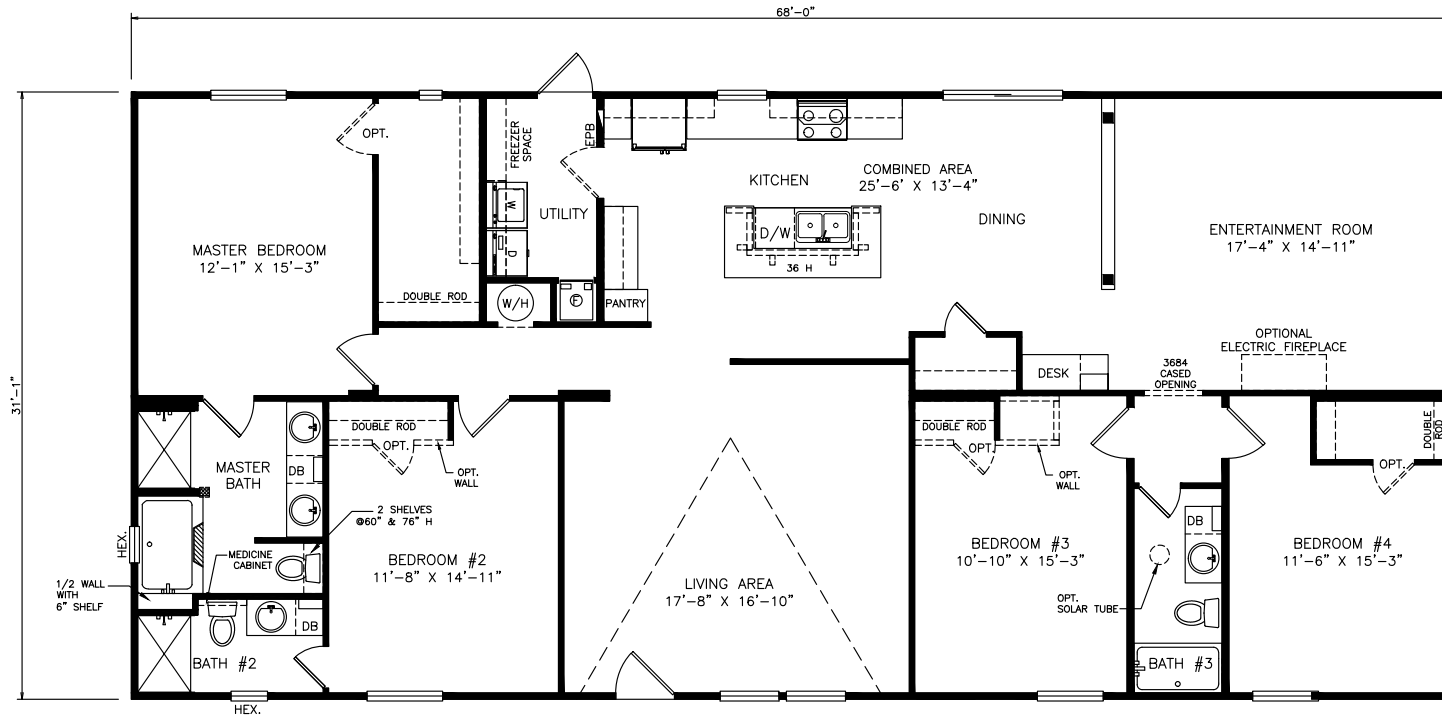 68'-0"
31'-1"
OPT.
FREEZER
SPACE
EPB
W
D
UTILITY
KITCHEN
COMBINED AREA
25'-6" X 13'-4"
DINING
D/W
36 H
ENTERTAINMENT ROOM
17'-4" X 14'-11"
MASTER BEDROOM
12'-1" X 15'-3"
DOUBLE ROD
W/H
F
PANTRY
OPTIONAL
ELECTRIC FIREPLACE
3684
CASED
OPENING
DESK
DOUBLE ROD
OPT.
OPT.
WALL
MASTER
BATH
DB
2 SHELVES
@60" & 76" H
MEDICINE
CABINET
HEX.
1/2 WALL
WITH
6" SHELF
BEDROOM #2
11'-8" X 14'-11"
LIVING AREA
17'-8" X 16'-10"
DOUBLE ROD
OPT.
OPT.
WALL
BEDROOM #3
10'-10" X 15'-3"
DB
OPT.
SOLAR TUBE
BATH #3
DOUBLE
ROD
OPT.
BEDROOM #4
11'-6" X 15'-3"
DB
BATH #2
HEX.